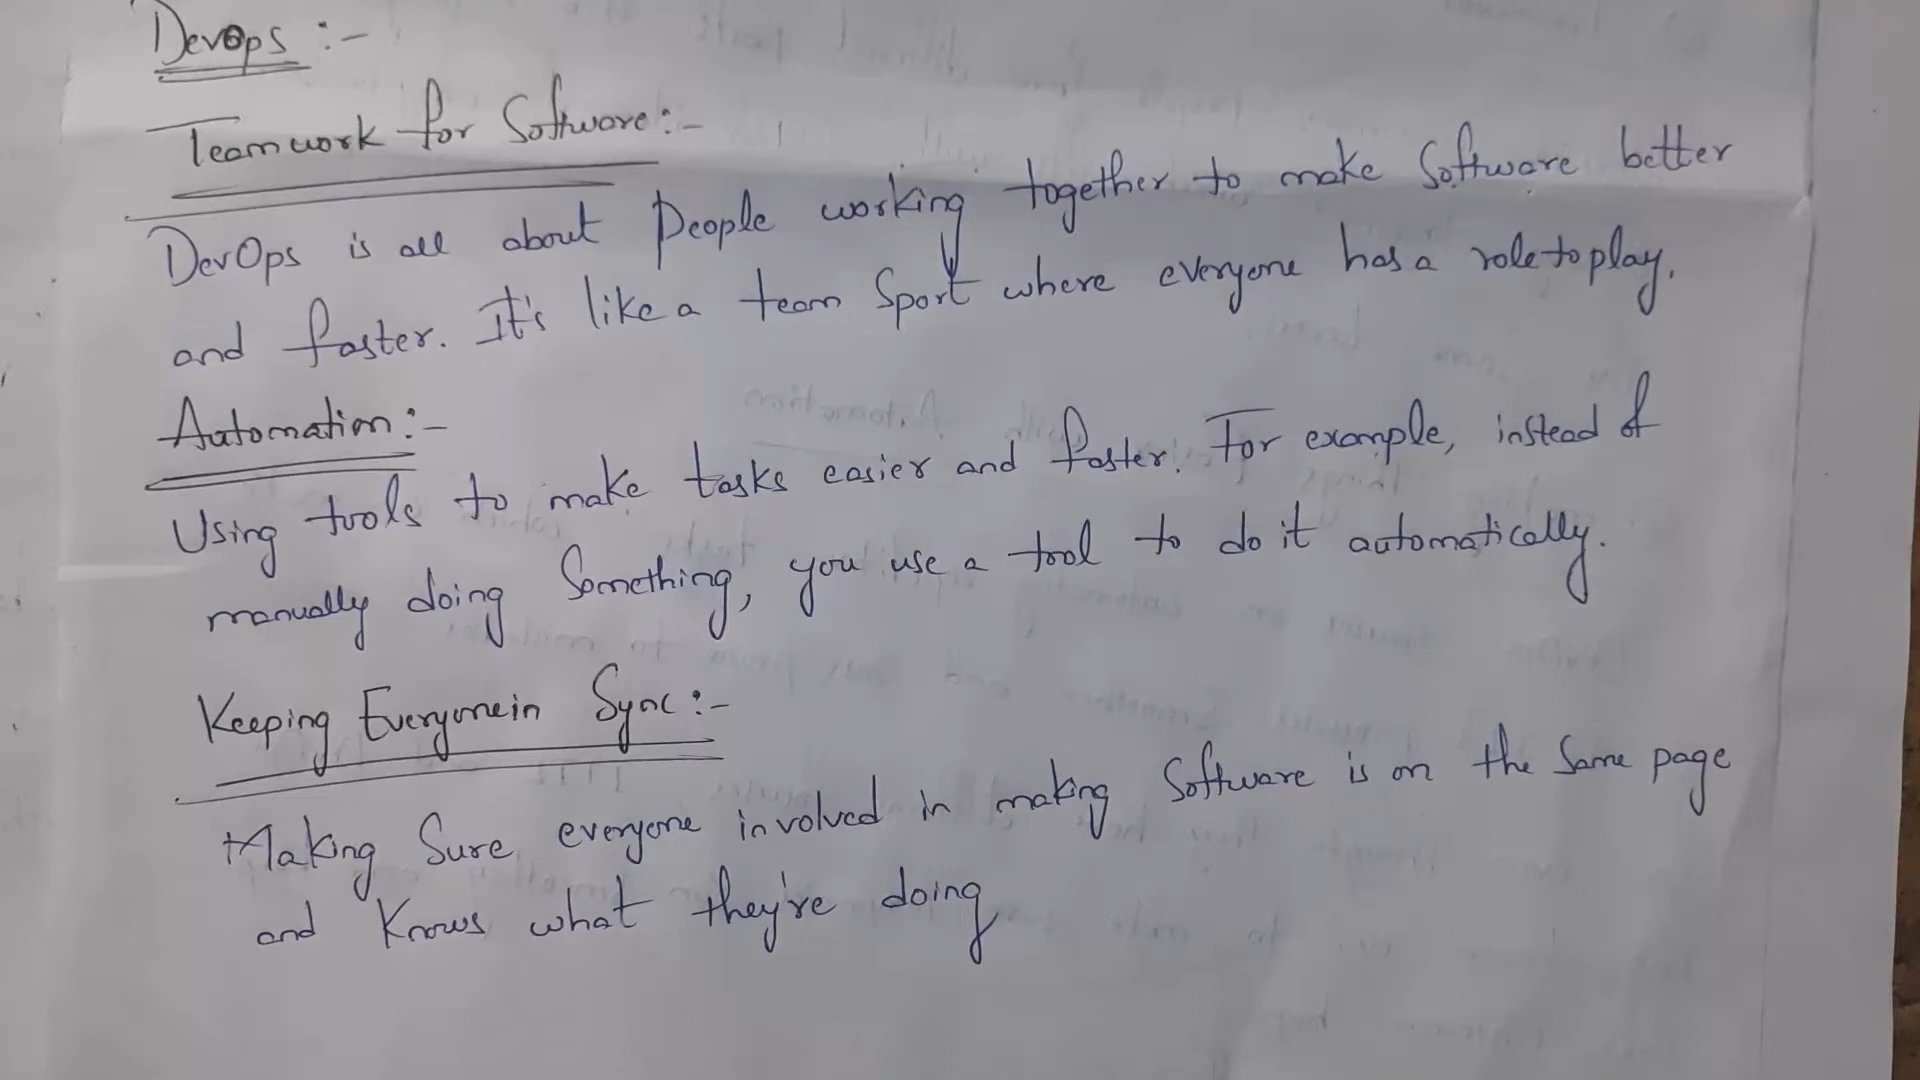 Devops :-
Teamwork for Software:-
DevOps is all about People working together to make Software better
and faster. It's like a team Sport where everyone has a role to play.
Automation:-
Using tools to make tasks easier and faster. For example, instead of
manually doing Something, you use a tool to do it automatically.
Keeping Everyone in Sync:-
Making Sure everyone involved in making Software is on the Same page
and Knows what they're doing